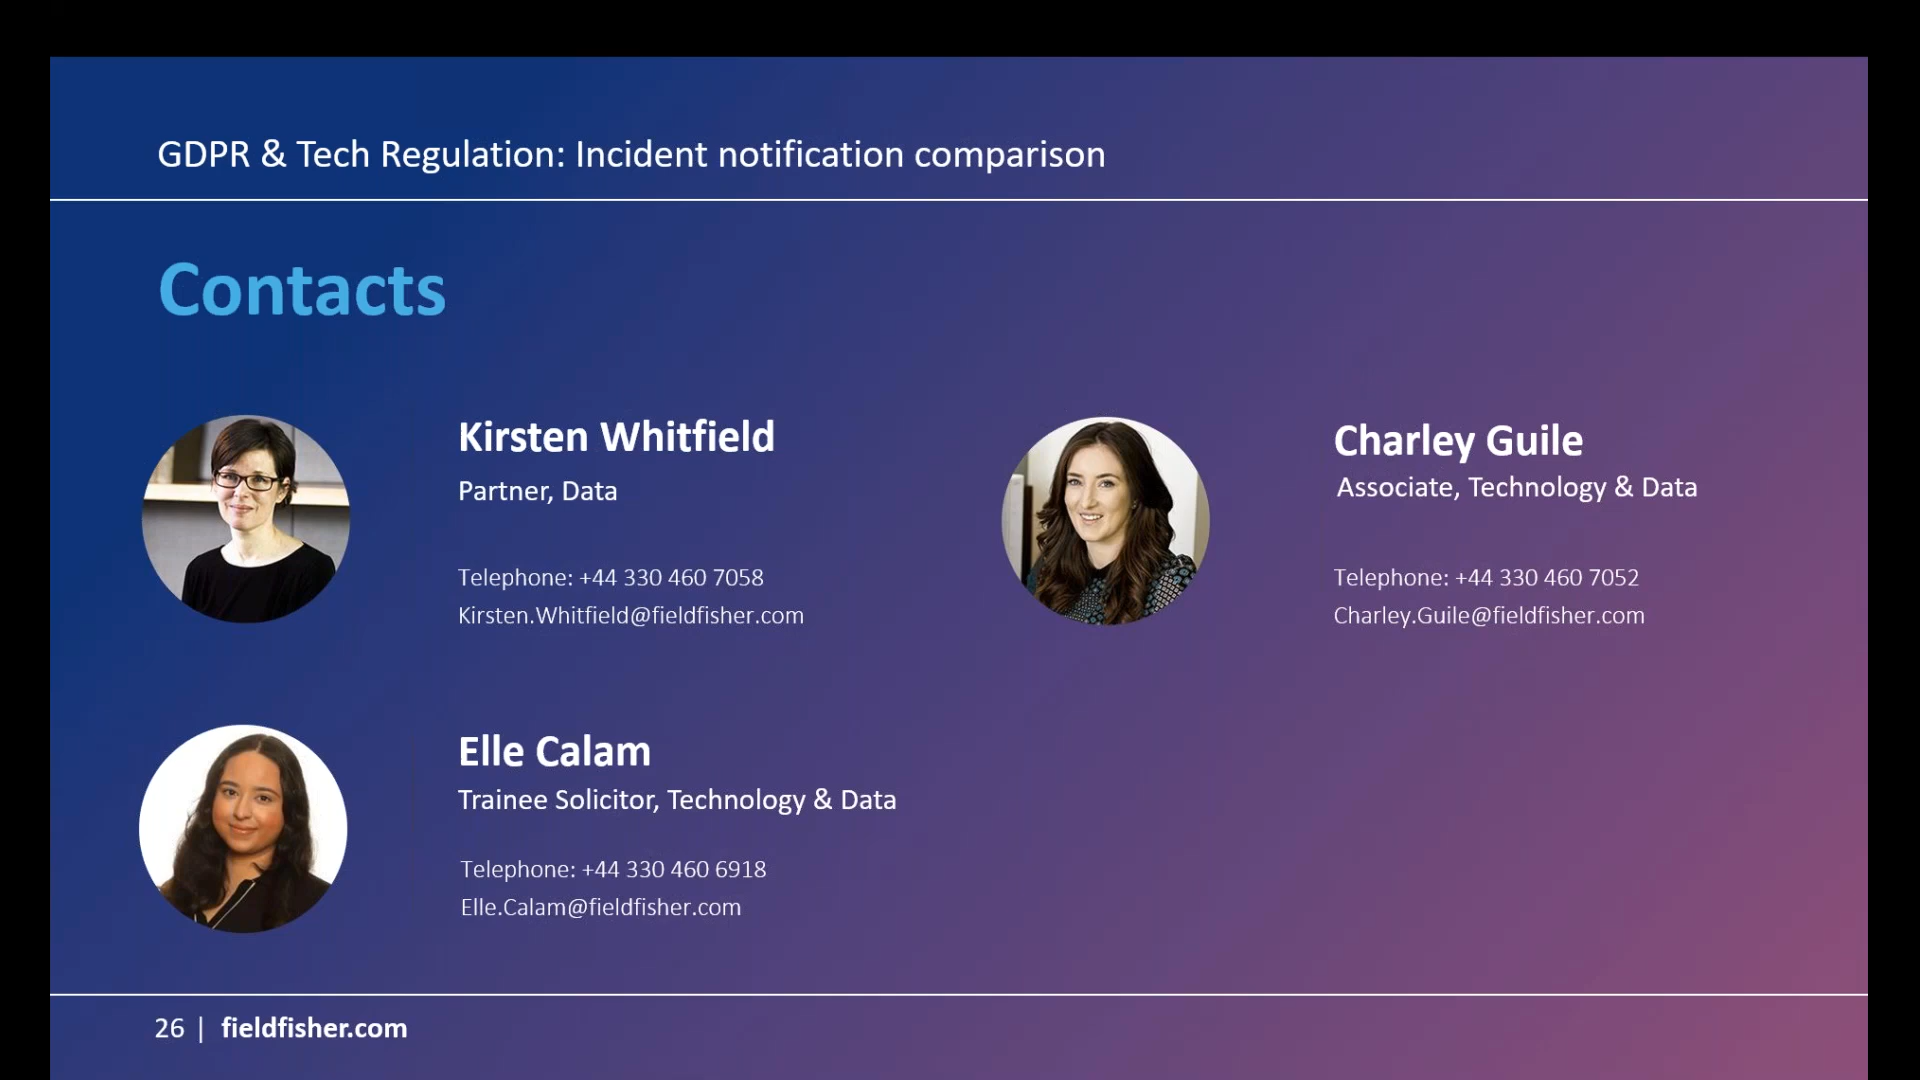 GDPR & Tech Regulation: Incident notification comparison
Contacts
Kirsten Whitfield
Partner, Data
Telephone: +44 330 460 7058
Kirsten.Whitfield@fieldfisher.com
Charley Guile
Associate, Technology & Data
Telephone: +44 330 460 7052
Charley.Guile@fieldfisher.com
Elle Calam
Trainee Solicitor, Technology & Data
Telephone: +44 330 460 6918
Elle.Calam@fieldfisher.com
26 | fieldfisher.com